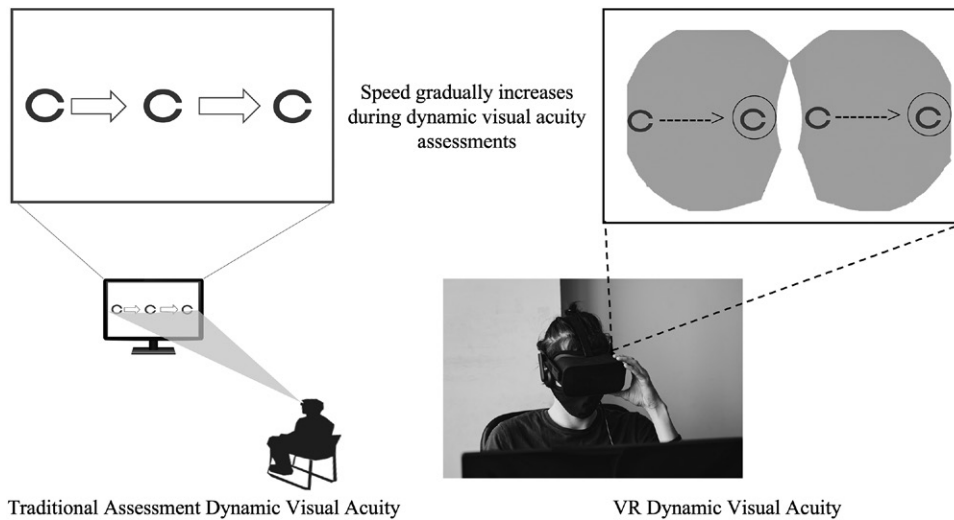 Speed gradually increases
during dynamic visual acuity
assessments
Traditional Assessment Dynamic Visual Acuity
VR Dynamic Visual Acuity